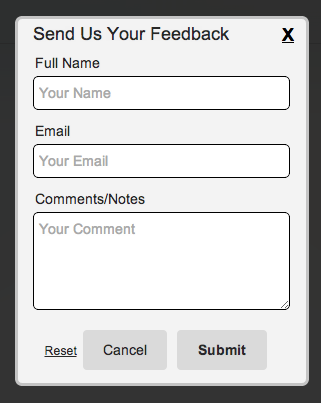 Send Us Your Feedback X
Full Name
Your Name
Email
Your Email
Comments/Notes
Your Comment
Reset Cancel Submit